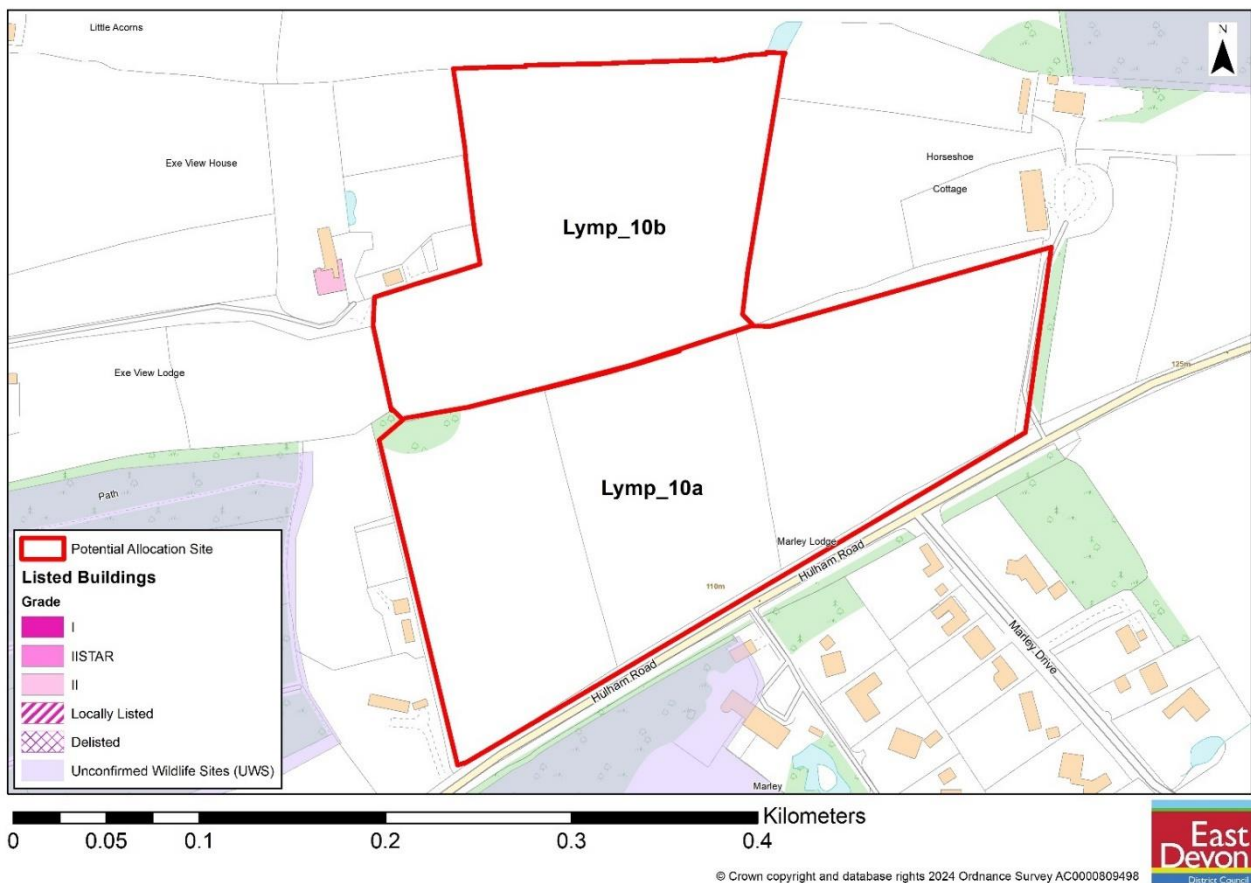 Little Acorns
N
Exe View House
Horseshoe
Cottage
Lymp_10b
Exe View Lodge
125m
Path
Lymp_10a
Marley Lodge
Hulham Road
110m
Marley Drive
Hulham Road
Marley
Potential Allocation Site
Listed Buildings
Grade
I
IISTAR
II
Locally Listed
Delisted
Unconfirmed Wildlife Sites (UWS)
Kilometers
0 0.05 0.1 0.2 0.3 0.4
East
Devon
District Council
© Crown copyright and database rights 2024 Ordnance Survey AC0000809498